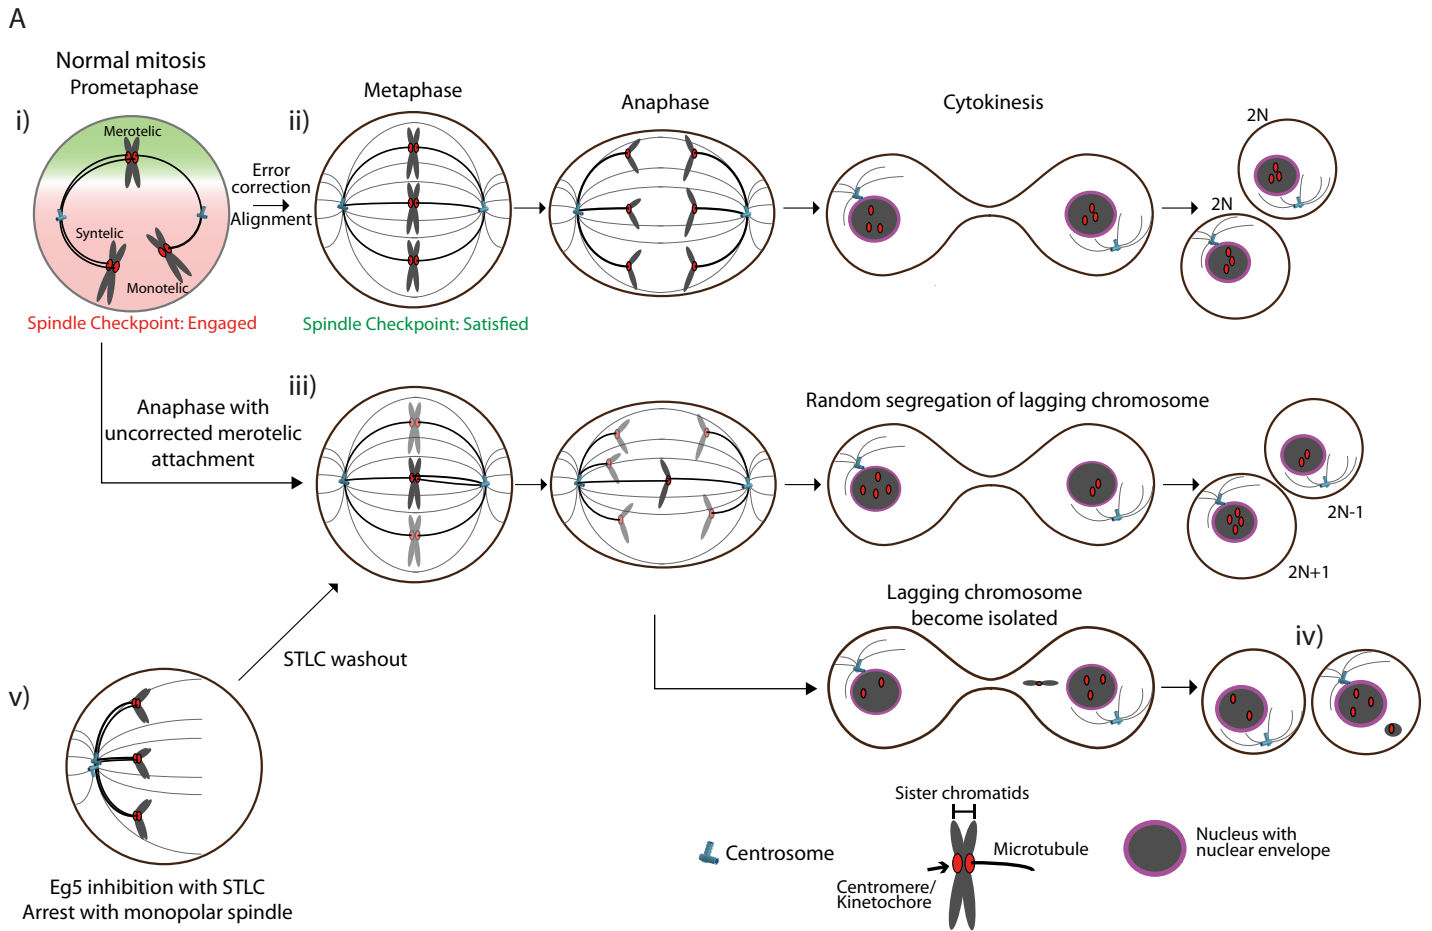 A
Normal mitosis
Prometaphase
Metaphase
Anaphase
Cytokinesis
i)
ii)
2N
Merotelic
Error
correction
Alignment
Syntelic
Monotelic
2N
Spindle Checkpoint: Engaged
Spindle Checkpoint: Satisfied
iii)
Anaphase with
uncorrected merotelic
attachment
Random segregation of lagging chromosome
2N-1
2N+1
Lagging chromosome
become isolated
iv)
STLC washout
v)
Eg5 inhibition with STLC
Arrest with monopolar spindle
Sister chromatids
Centrosome
Microtubule
Centromere/
Kinetochore
Nucleus with
nuclear envelope